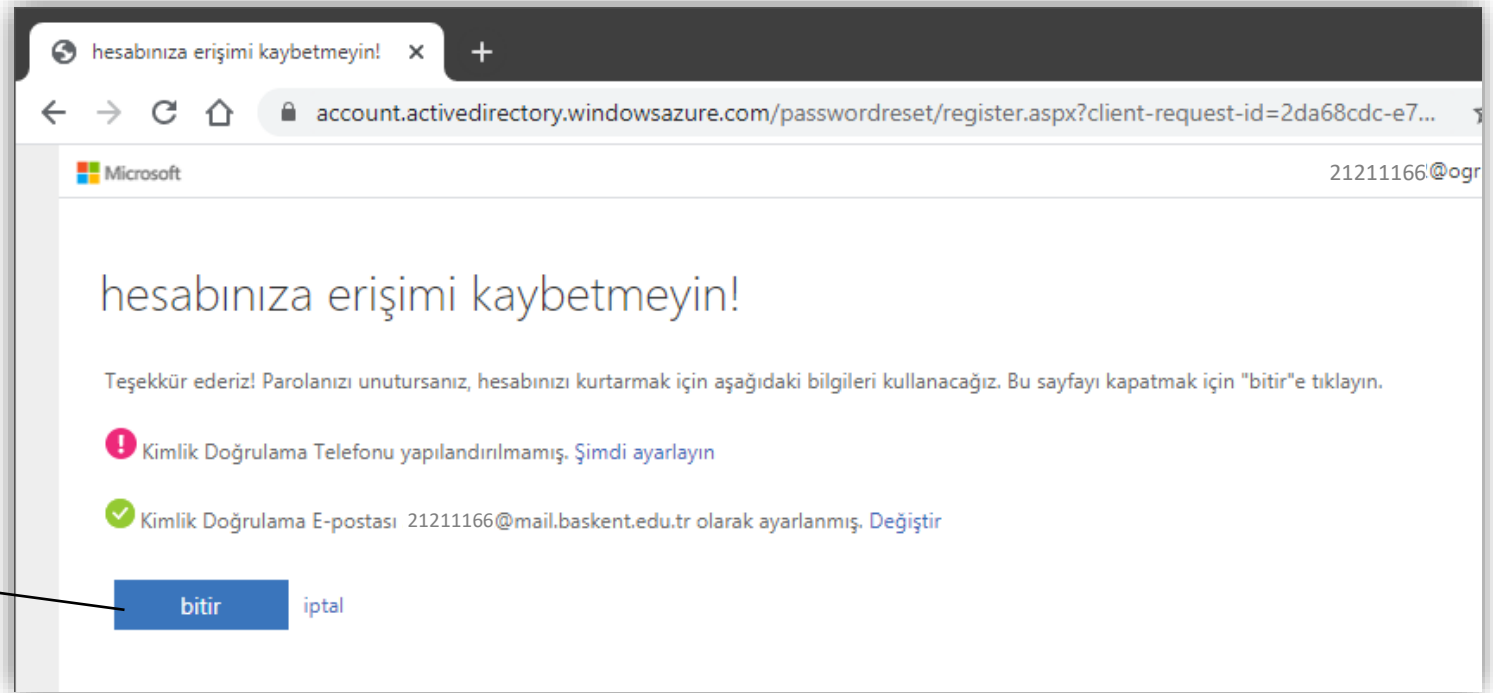 hesabınıza erişimi kaybetmeyin!
account.activedirectory.windowsazure.com/passwordreset/register.aspx?client-request-id=2da68cdc-e7...
Microsoft
21211166@ogr
hesabınıza erişimi kaybetmeyin!
Teşekkür ederiz! Parolanızı unutursanız, hesabınızı kurtarmak için aşağıdaki bilgileri kullanacağız. Bu sayfayı kapatmak için "bitir"e tıklayın.
Kimlik Doğrulama Telefonu yapılandırılmamış. Şimdi ayarlayın
Kimlik Doğrulama E-postası 21211166@mail.baskent.edu.tr olarak ayarlanmış. Değiştir
bitir iptal